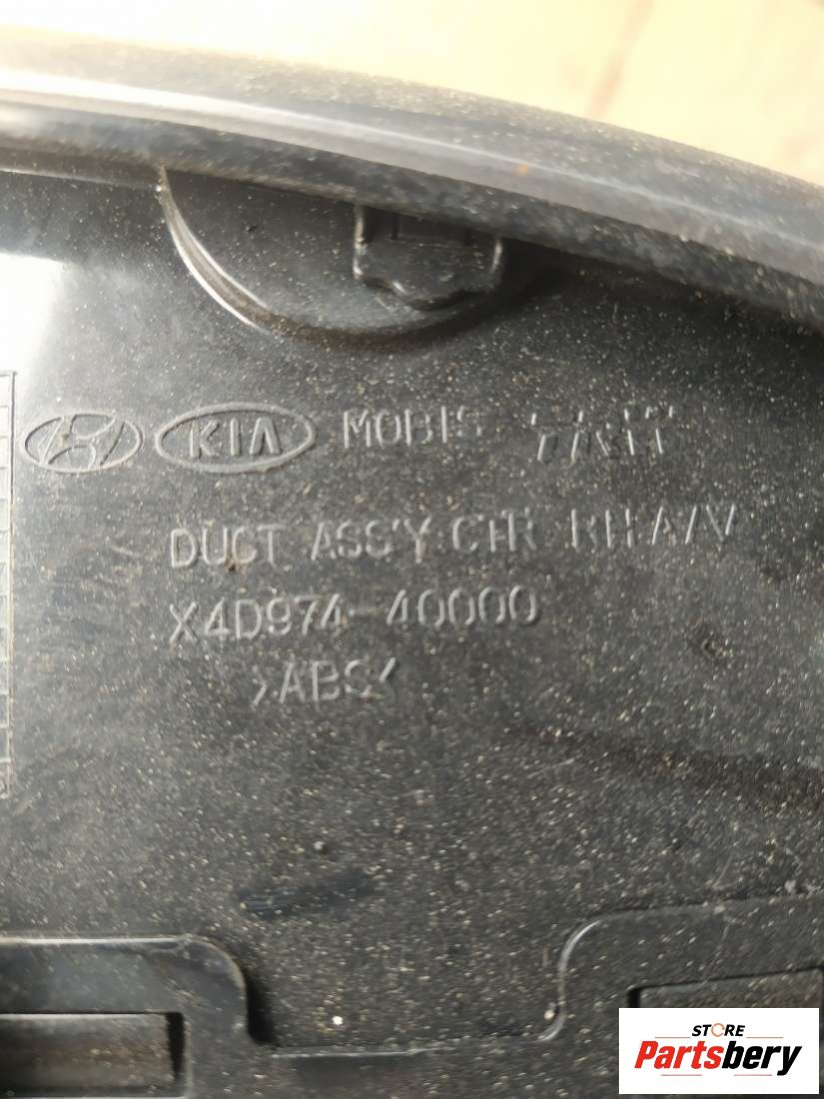 KIA MOBIS
DUCT ASS'Y CTR RH A/V
X4D974-40000
>ABS<
STORE
Partsbery